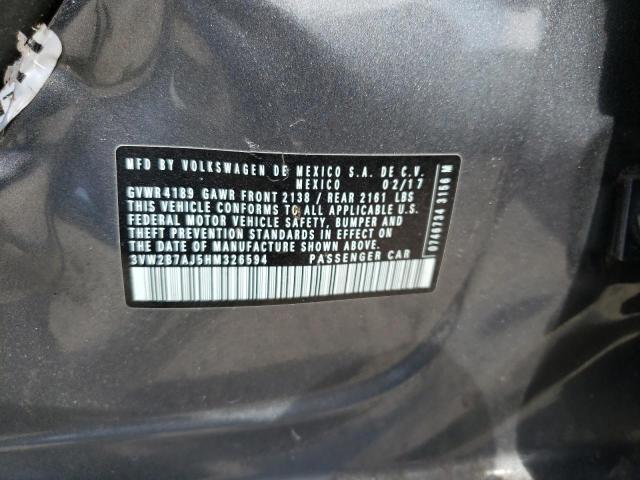 MFD BY VOLKSWAGEN DE MEXICO S.A. DE C.V.
MEXICO 02/17
GVWR4189 GAWR FRONT 2138 / REAR 2161 LBS
THIS VEHICLE CONFORMS TO ALL APPLICABLE U.S.
FEDERAL MOTOR VEHICLE SAFETY, BUMPER AND
THEFT PREVENTION STANDARDS IN EFFECT ON
THE DATE OF MANUFACTURE SHOWN ABOVE.
3VW2B7AJ5HM326594 PASSENGER CAR